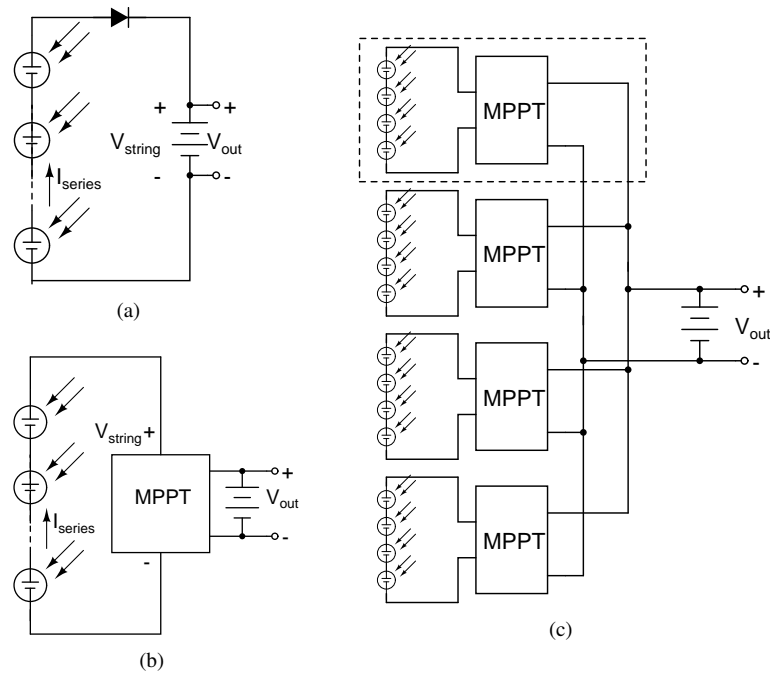 + +
V_string V_out
I_series
- -
(a)
V_string +
MPPT
+
V_out
I_series
-
-
(b)
MPPT
MPPT
+
V_out
-
MPPT
MPPT
(c)